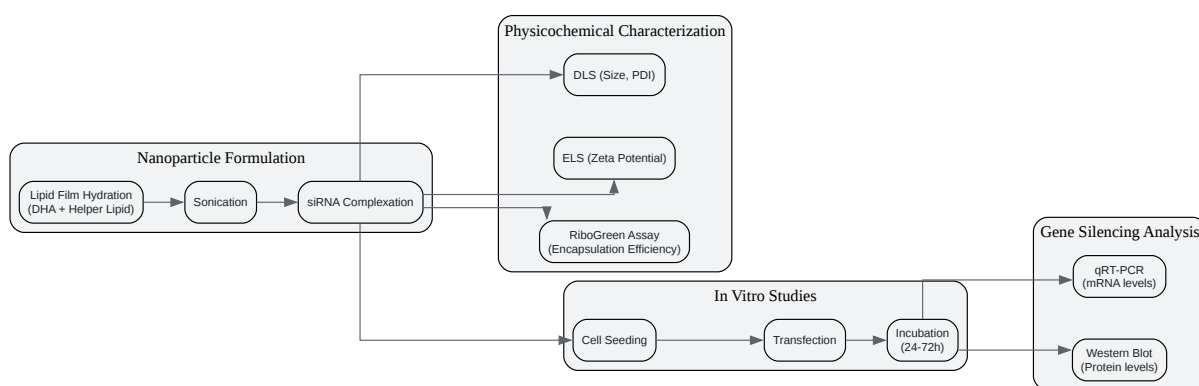 Physicochemical Characterization
DLS (Size, PDI)
ELS (Zeta Potential)
RiboGreen Assay
(Encapsulation Efficiency)
Nanoparticle Formulation
Lipid Film Hydration
(DHA + Helper Lipid)
Sonication
siRNA Complexation
In Vitro Studies
Cell Seeding
Transfection
Incubation
(24-72h)
Gene Silencing Analysis
qRT-PCR
(mRNA levels)
Western Blot
(Protein levels)